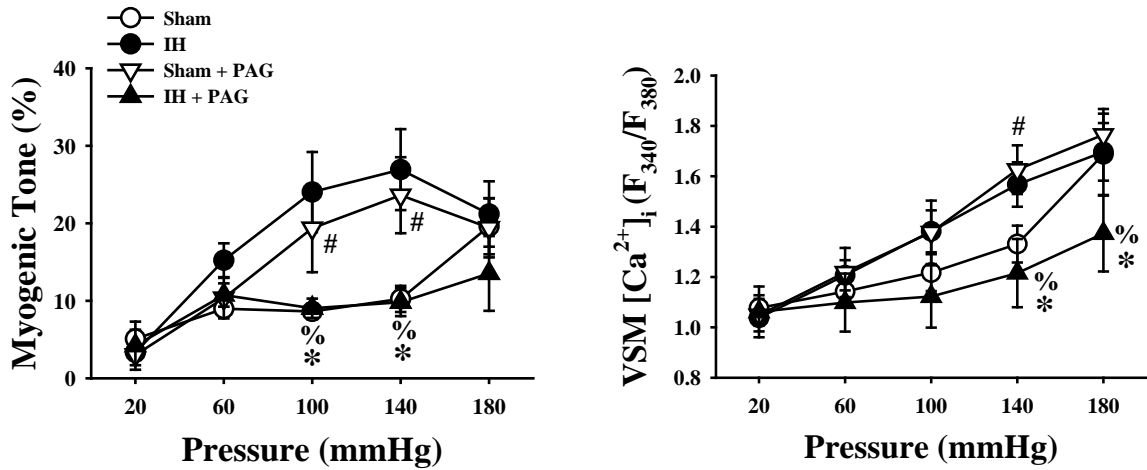 Sham
IH
Sham + PAG
IH + PAG
Myogenic Tone (%)
40
30
20
10
0
#
#
%
*
%
*
20 60 100 140 180
Pressure (mmHg)
VSM [Ca²⁺]ᵢ (F₃₄₀/F₃₈₀)
2.0
1.8
1.6
1.4
1.2
1.0
0.8
#
%
*
%
*
20 60 100 140 180
Pressure (mmHg)